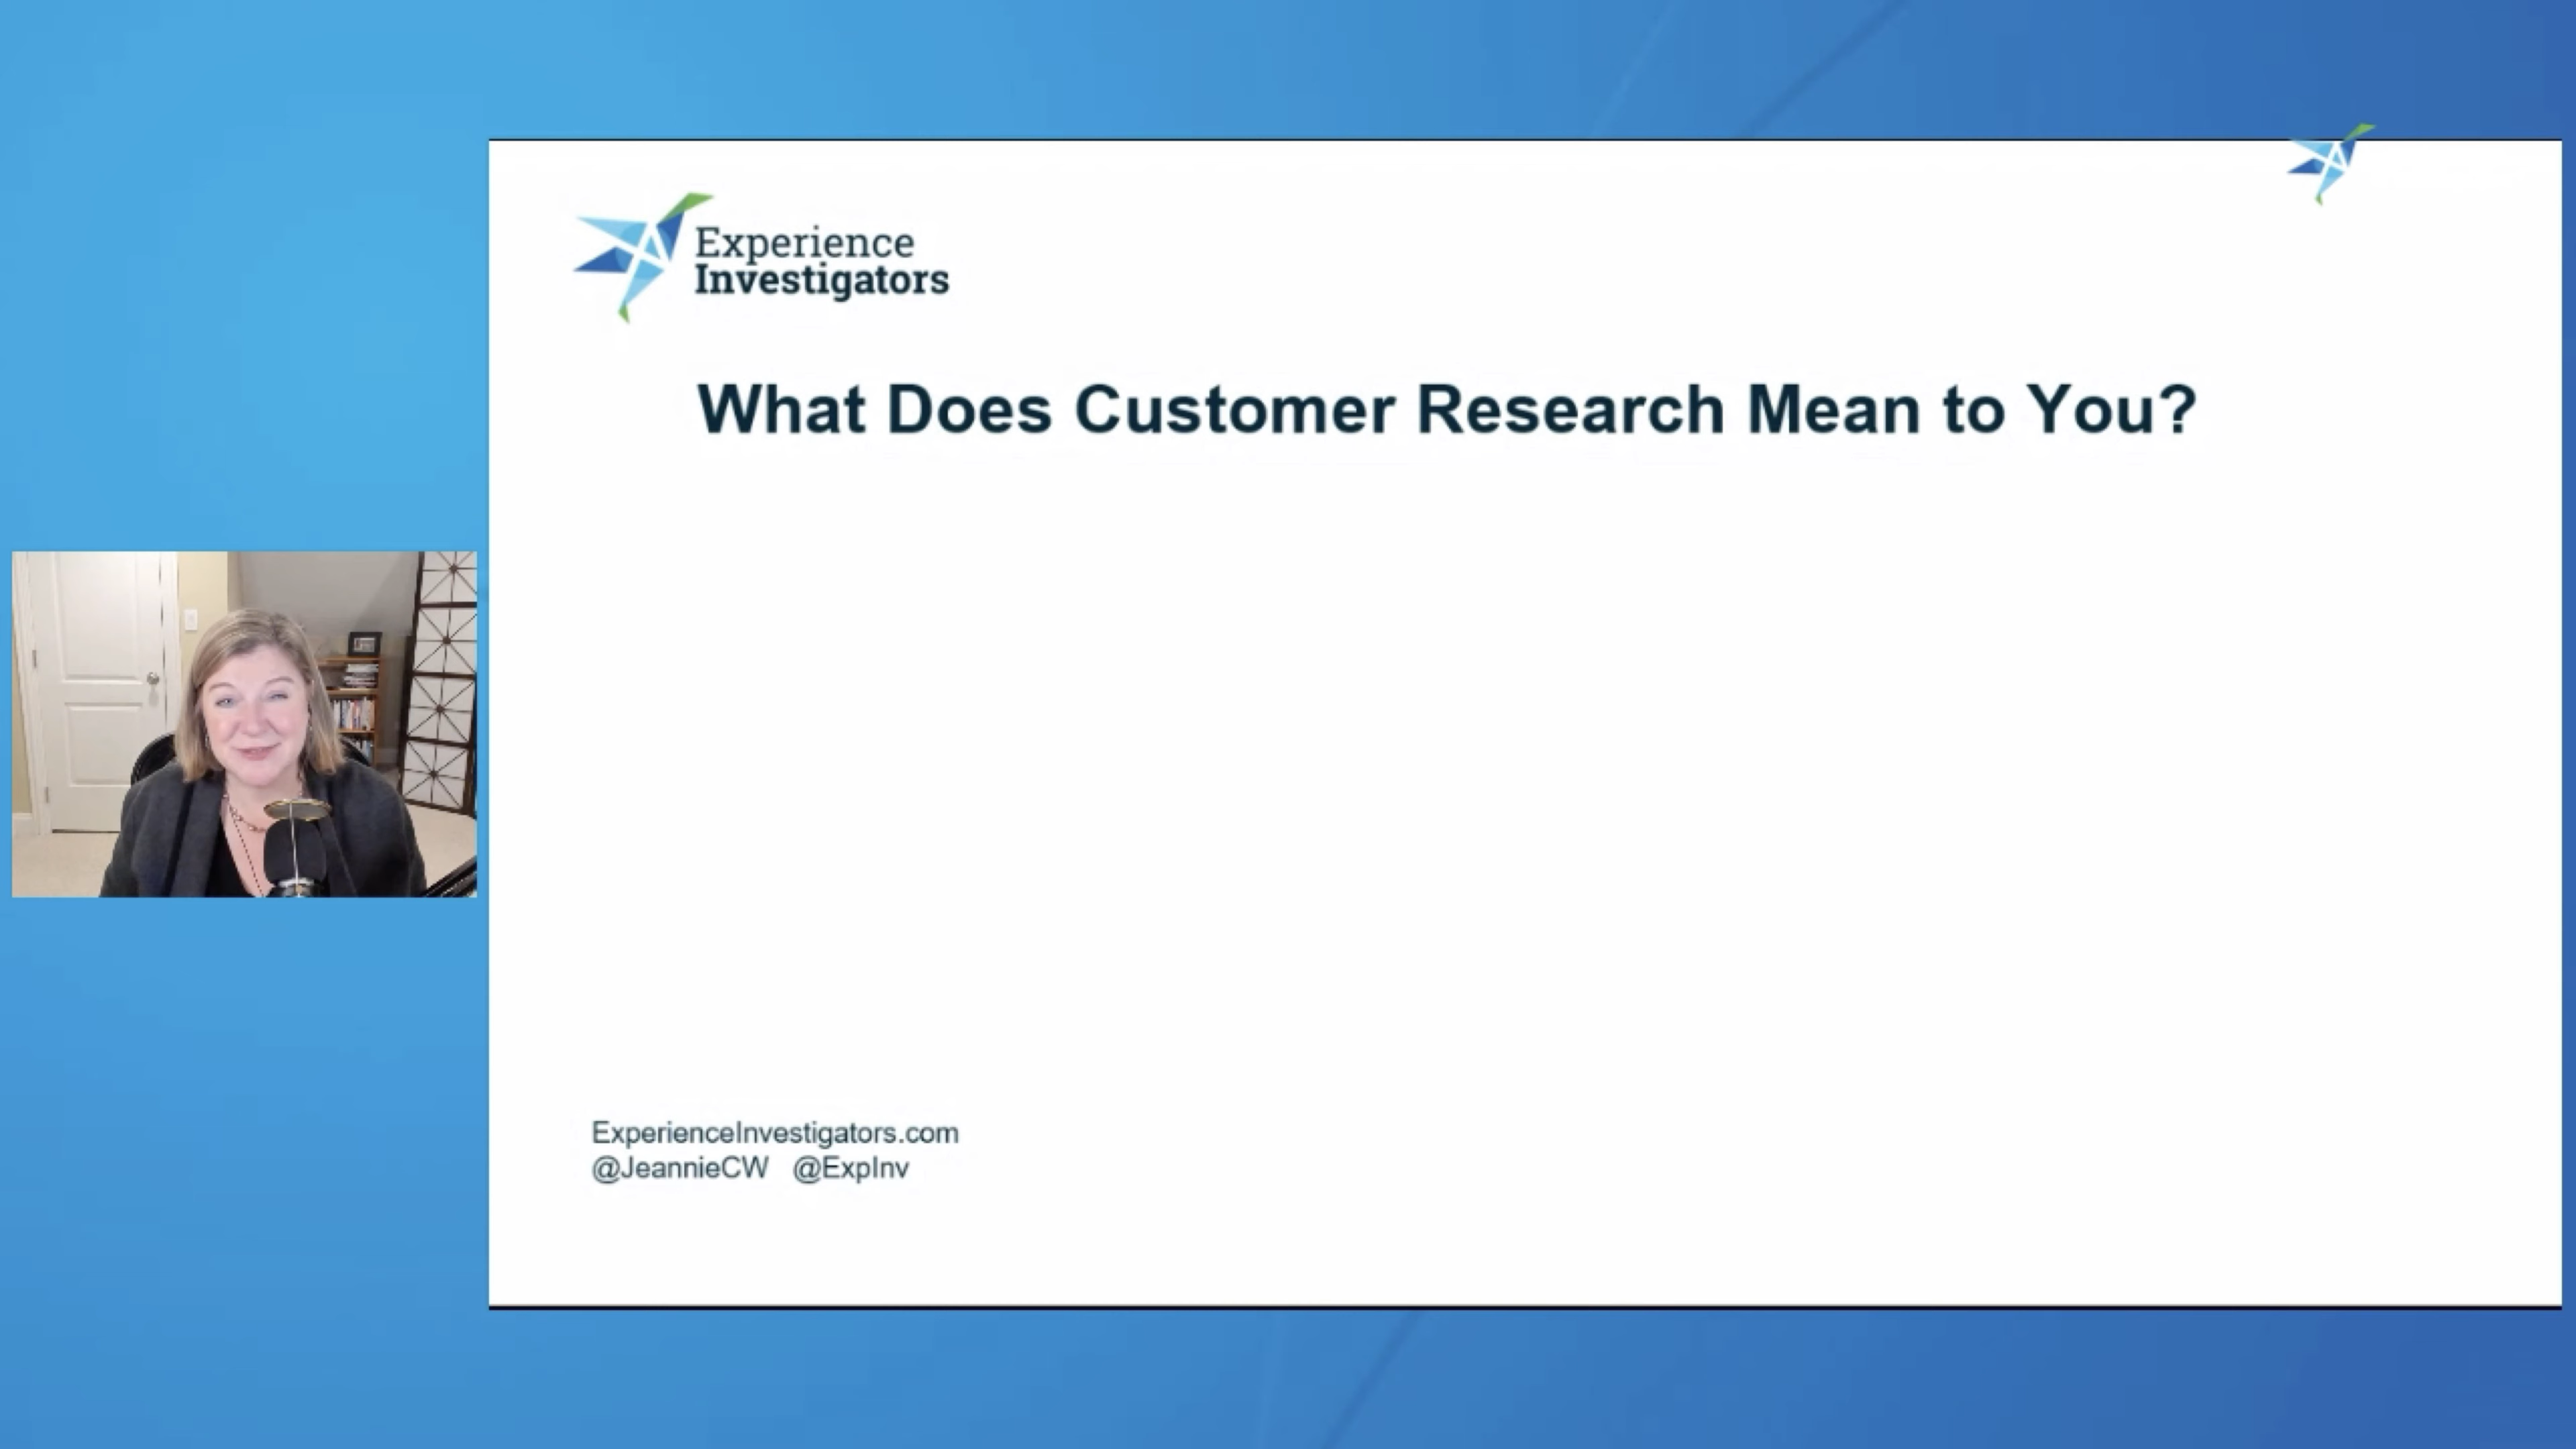 Experience
Investigators
What Does Customer Research Mean to You?
ExperienceInvestigators.com
@JeannieCW @ExpInv